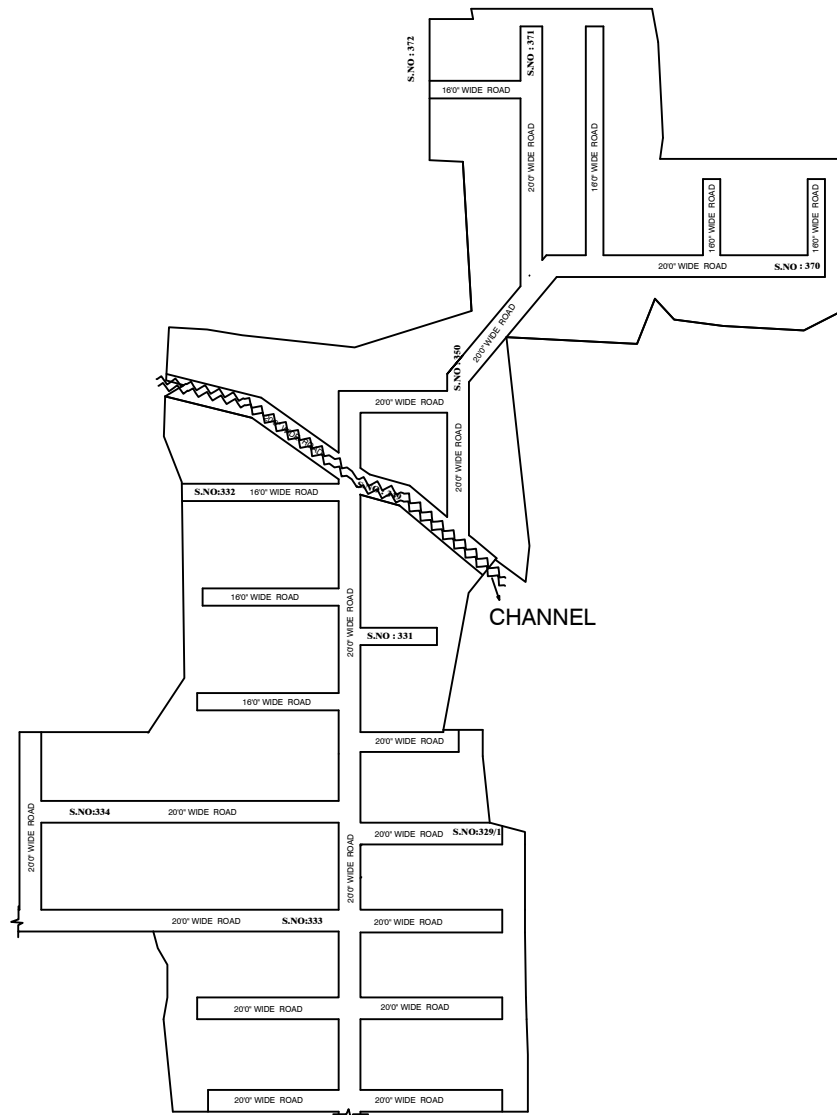 S.NO : 372
S.NO : 371
16'0" WIDE ROAD
20'0" WIDE ROAD
16'0" WIDE ROAD
16'0" WIDE ROAD
16'0" WIDE ROAD
20'0" WIDE ROAD
S.NO : 370
20'0" WIDE ROAD
S.NO : 350
20'0" WIDE ROAD
20'0" WIDE ROAD
S.NO:332
16'0" WIDE ROAD
CHANNEL
16'0" WIDE ROAD
20'0" WIDE ROAD
S.NO : 331
16'0" WIDE ROAD
20'0" WIDE ROAD
S.NO:334
20'0" WIDE ROAD
20'0" WIDE ROAD
20'0" WIDE ROAD
S.NO:329/1
20'0" WIDE ROAD
20'0" WIDE ROAD
S.NO:333
20'0" WIDE ROAD
20'0" WIDE ROAD
20'0" WIDE ROAD
20'0" WIDE ROAD
20'0" WIDE ROAD